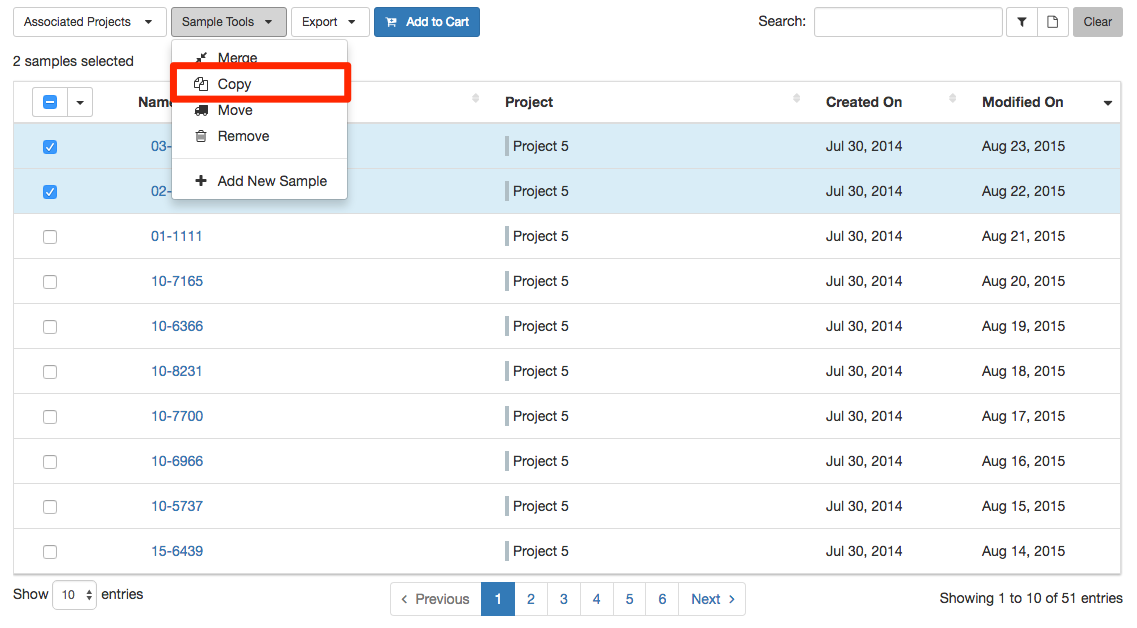 Associated Projects Sample Tools Export Add to Cart Search: Clear
2 samples selected
Merge
Copy
Move
Remove
Add New Sample
Name Project Created On Modified On
03- Project 5 Jul 30, 2014 Aug 23, 2015
02- Project 5 Jul 30, 2014 Aug 22, 2015
01-1111 Project 5 Jul 30, 2014 Aug 21, 2015
10-7165 Project 5 Jul 30, 2014 Aug 20, 2015
10-6366 Project 5 Jul 30, 2014 Aug 19, 2015
10-8231 Project 5 Jul 30, 2014 Aug 18, 2015
10-7700 Project 5 Jul 30, 2014 Aug 17, 2015
10-6966 Project 5 Jul 30, 2014 Aug 16, 2015
10-5737 Project 5 Jul 30, 2014 Aug 15, 2015
15-6439 Project 5 Jul 30, 2014 Aug 14, 2015
Show 10 entries Previous 1 2 3 4 5 6 Next Showing 1 to 10 of 51 entries